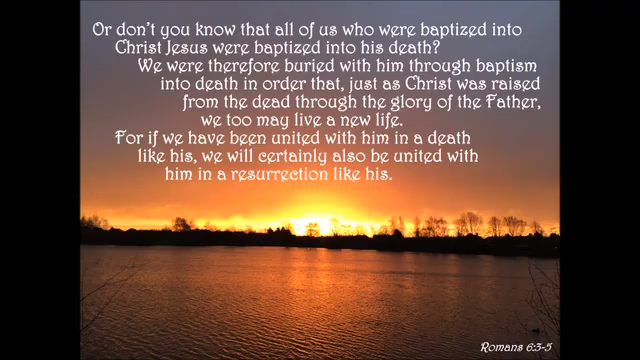 Or don't you know that all of us who were baptized into
Christ Jesus were baptized into his death?
We were therefore buried with him through baptism
into death in order that, just as Christ was raised
from the dead through the glory of the Father,
we too may live a new life.
For if we have been united with him in a death
like his, we will certainly also be united with
him in a resurrection like his.
Romans 6:3-5